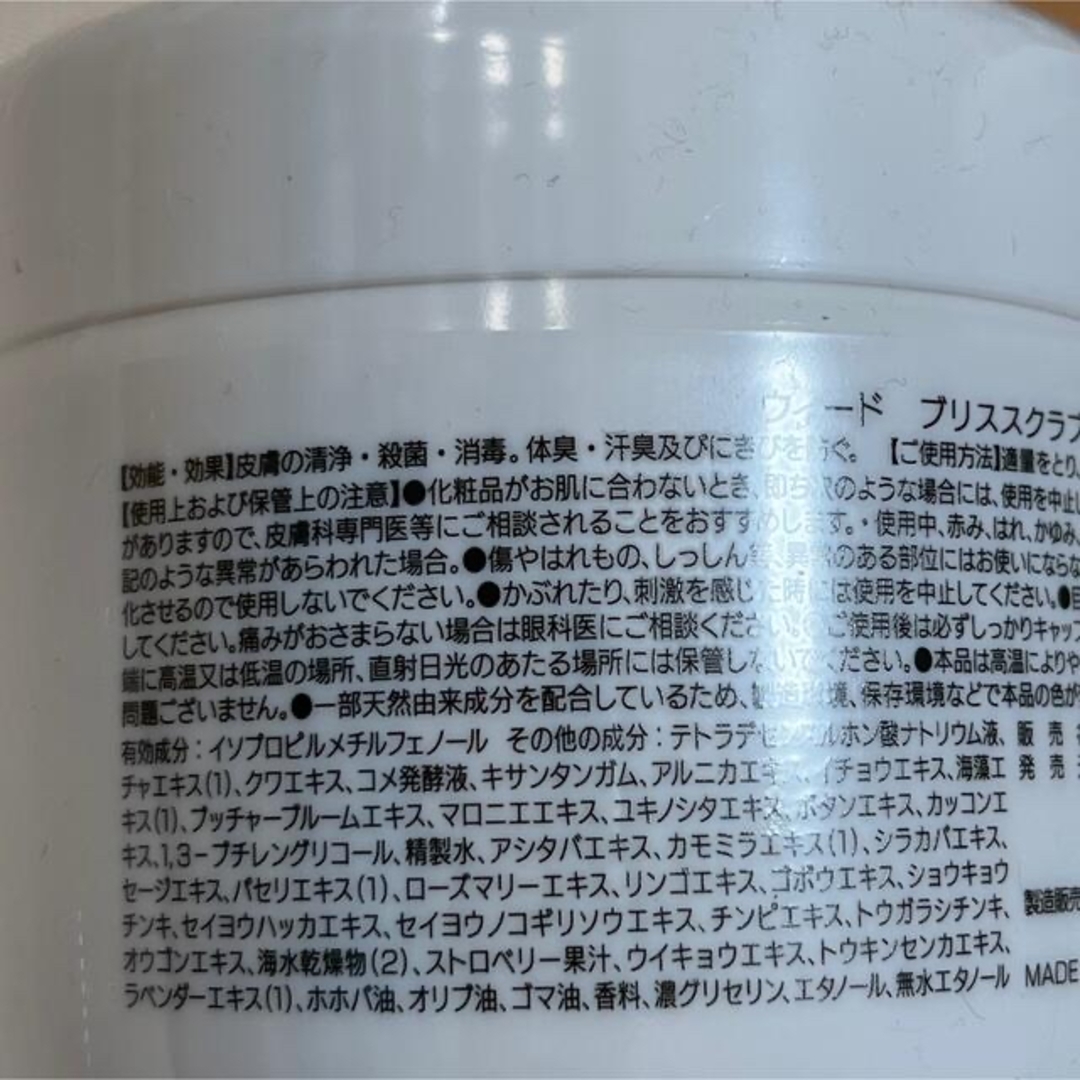 ウィード　ブリススクラブ
【効能・効果】皮膚の清浄・殺菌・消毒。体臭・汗臭及びにきびを防ぐ。　【ご使用方法】適量をとり、
【使用上および保管上の注意】●化粧品がお肌に合わないとき、即ち次のような場合には、使用を中止
がありますので、皮膚科専門医等にご相談されることをおすすめします。・使用中、赤み、はれ、かゆみ、
記のような異常があらわれた場合。●傷やはれもの、しっしん等、異常のある部位にはお使いにならな
化させるので使用しないでください。●かぶれたり、刺激を感じた時には使用を中止してください。●
してください。痛みがおさまらない場合は眼科医にご相談ください。●ご使用後は必ずしっかりキャップ
端に高温又は低温の場所、直射日光のあたる場所には保管しないでください。●本品は高温によりや
問題ございません。●一部天然由来成分を配合しているため、製造環境、保存環境などで本品の色が
有効成分：イソプロピルメチルフェノール　その他の成分：テトラデセンスルホン酸ナトリウム液、 販売
チャエキス(1)、クワエキス、コメ発酵液、キサンタンガム、アルニカエキス、イチョウエキス、海藻エ 発売
キス(1)、ブッチャーブルームエキス、マロニエエキス、ユキノシタエキス、ボタンエキス、カッコンエ
キス、1,3-ブチレングリコール、精製水、アシタバエキス、カモミラエキス(1)、シラカバエキス、
セージエキス、パセリエキス(1)、ローズマリーエキス、リンゴエキス、ゴボウエキス、ショウキョウ
チンキ、セイヨウハッカエキス、セイヨウノコギリソウエキス、チンピエキス、トウガラシチンキ、 製造販売
オウゴンエキス、海水乾燥物(2)、ストロベリー果汁、ウイキョウエキス、トウキンセンカエキス、
ラベンダーエキス(1)、ホホバ油、オリブ油、ゴマ油、香料、濃グリセリン、エタノール、無水エタノール MADE